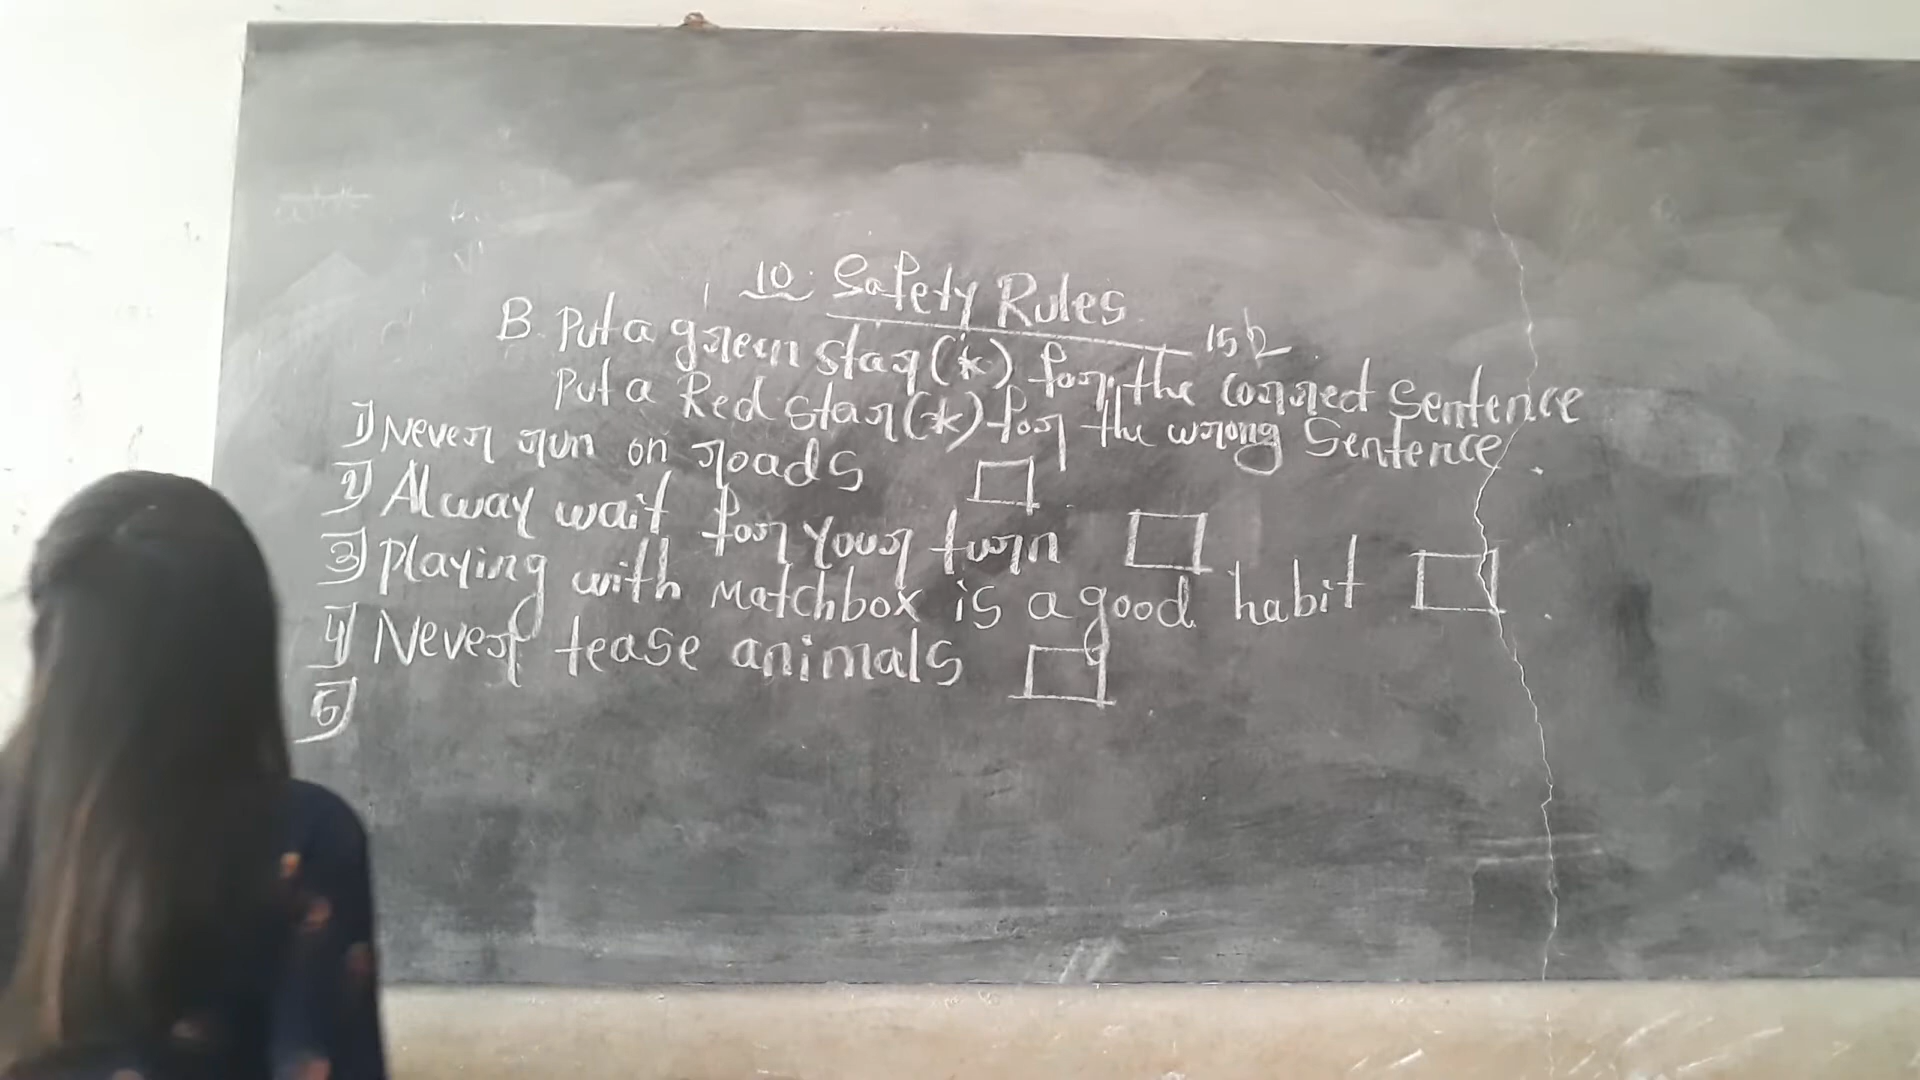 10. Safety Rules
B. Put a green star (*) for the correct Sentence
Put a Red star (*) for the wrong Sentence.
1) Never run on roads
2) Alway wait for your turn
3) Playing with Matchbox is a good habit
4) Never tease animals
5)